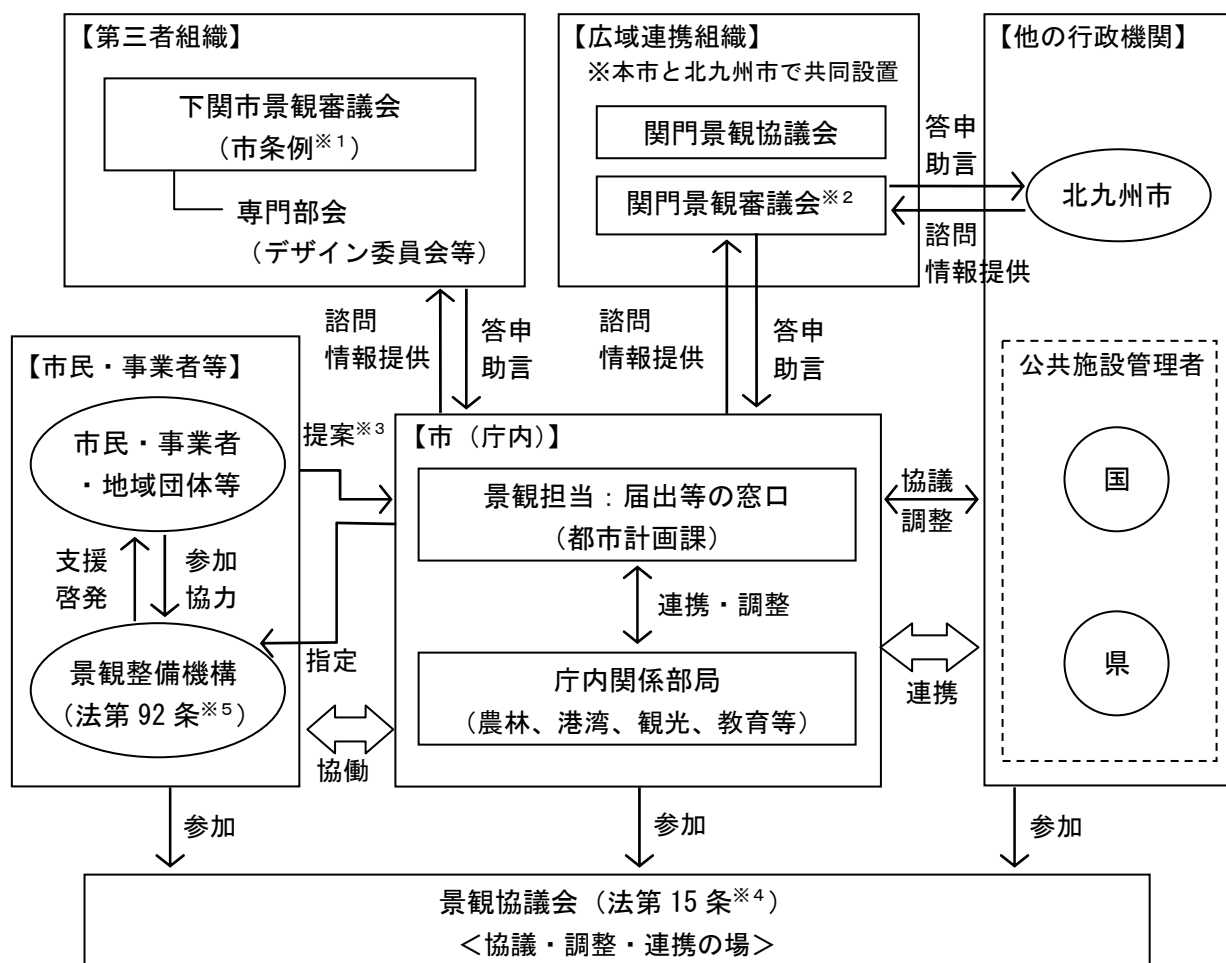 【第三者組織】
下関市景観審議会
（市条例※１）
専門部会
（デザイン委員会等）
【広域連携組織】
※本市と北九州市で共同設置
関門景観協議会
関門景観審議会※２
【他の行政機関】
答申
助言
北九州市
諮問
情報提供
諮問
情報提供
答申
助言
諮問
情報提供
答申
助言
【市民・事業者等】
市民・事業者
・地域団体等
提案※３
支援
啓発
参加
協力
景観整備機構
（法第 92 条※５）
指定
協働
【市（庁内）】
景観担当：届出等の窓口
（都市計画課）
連携・調整
庁内関係部局
（農林、港湾、観光、教育等）
協議
調整
連携
公共施設管理者
国
県
参加
参加
参加
景観協議会（法第 15 条※４）
＜協議・調整・連携の場＞